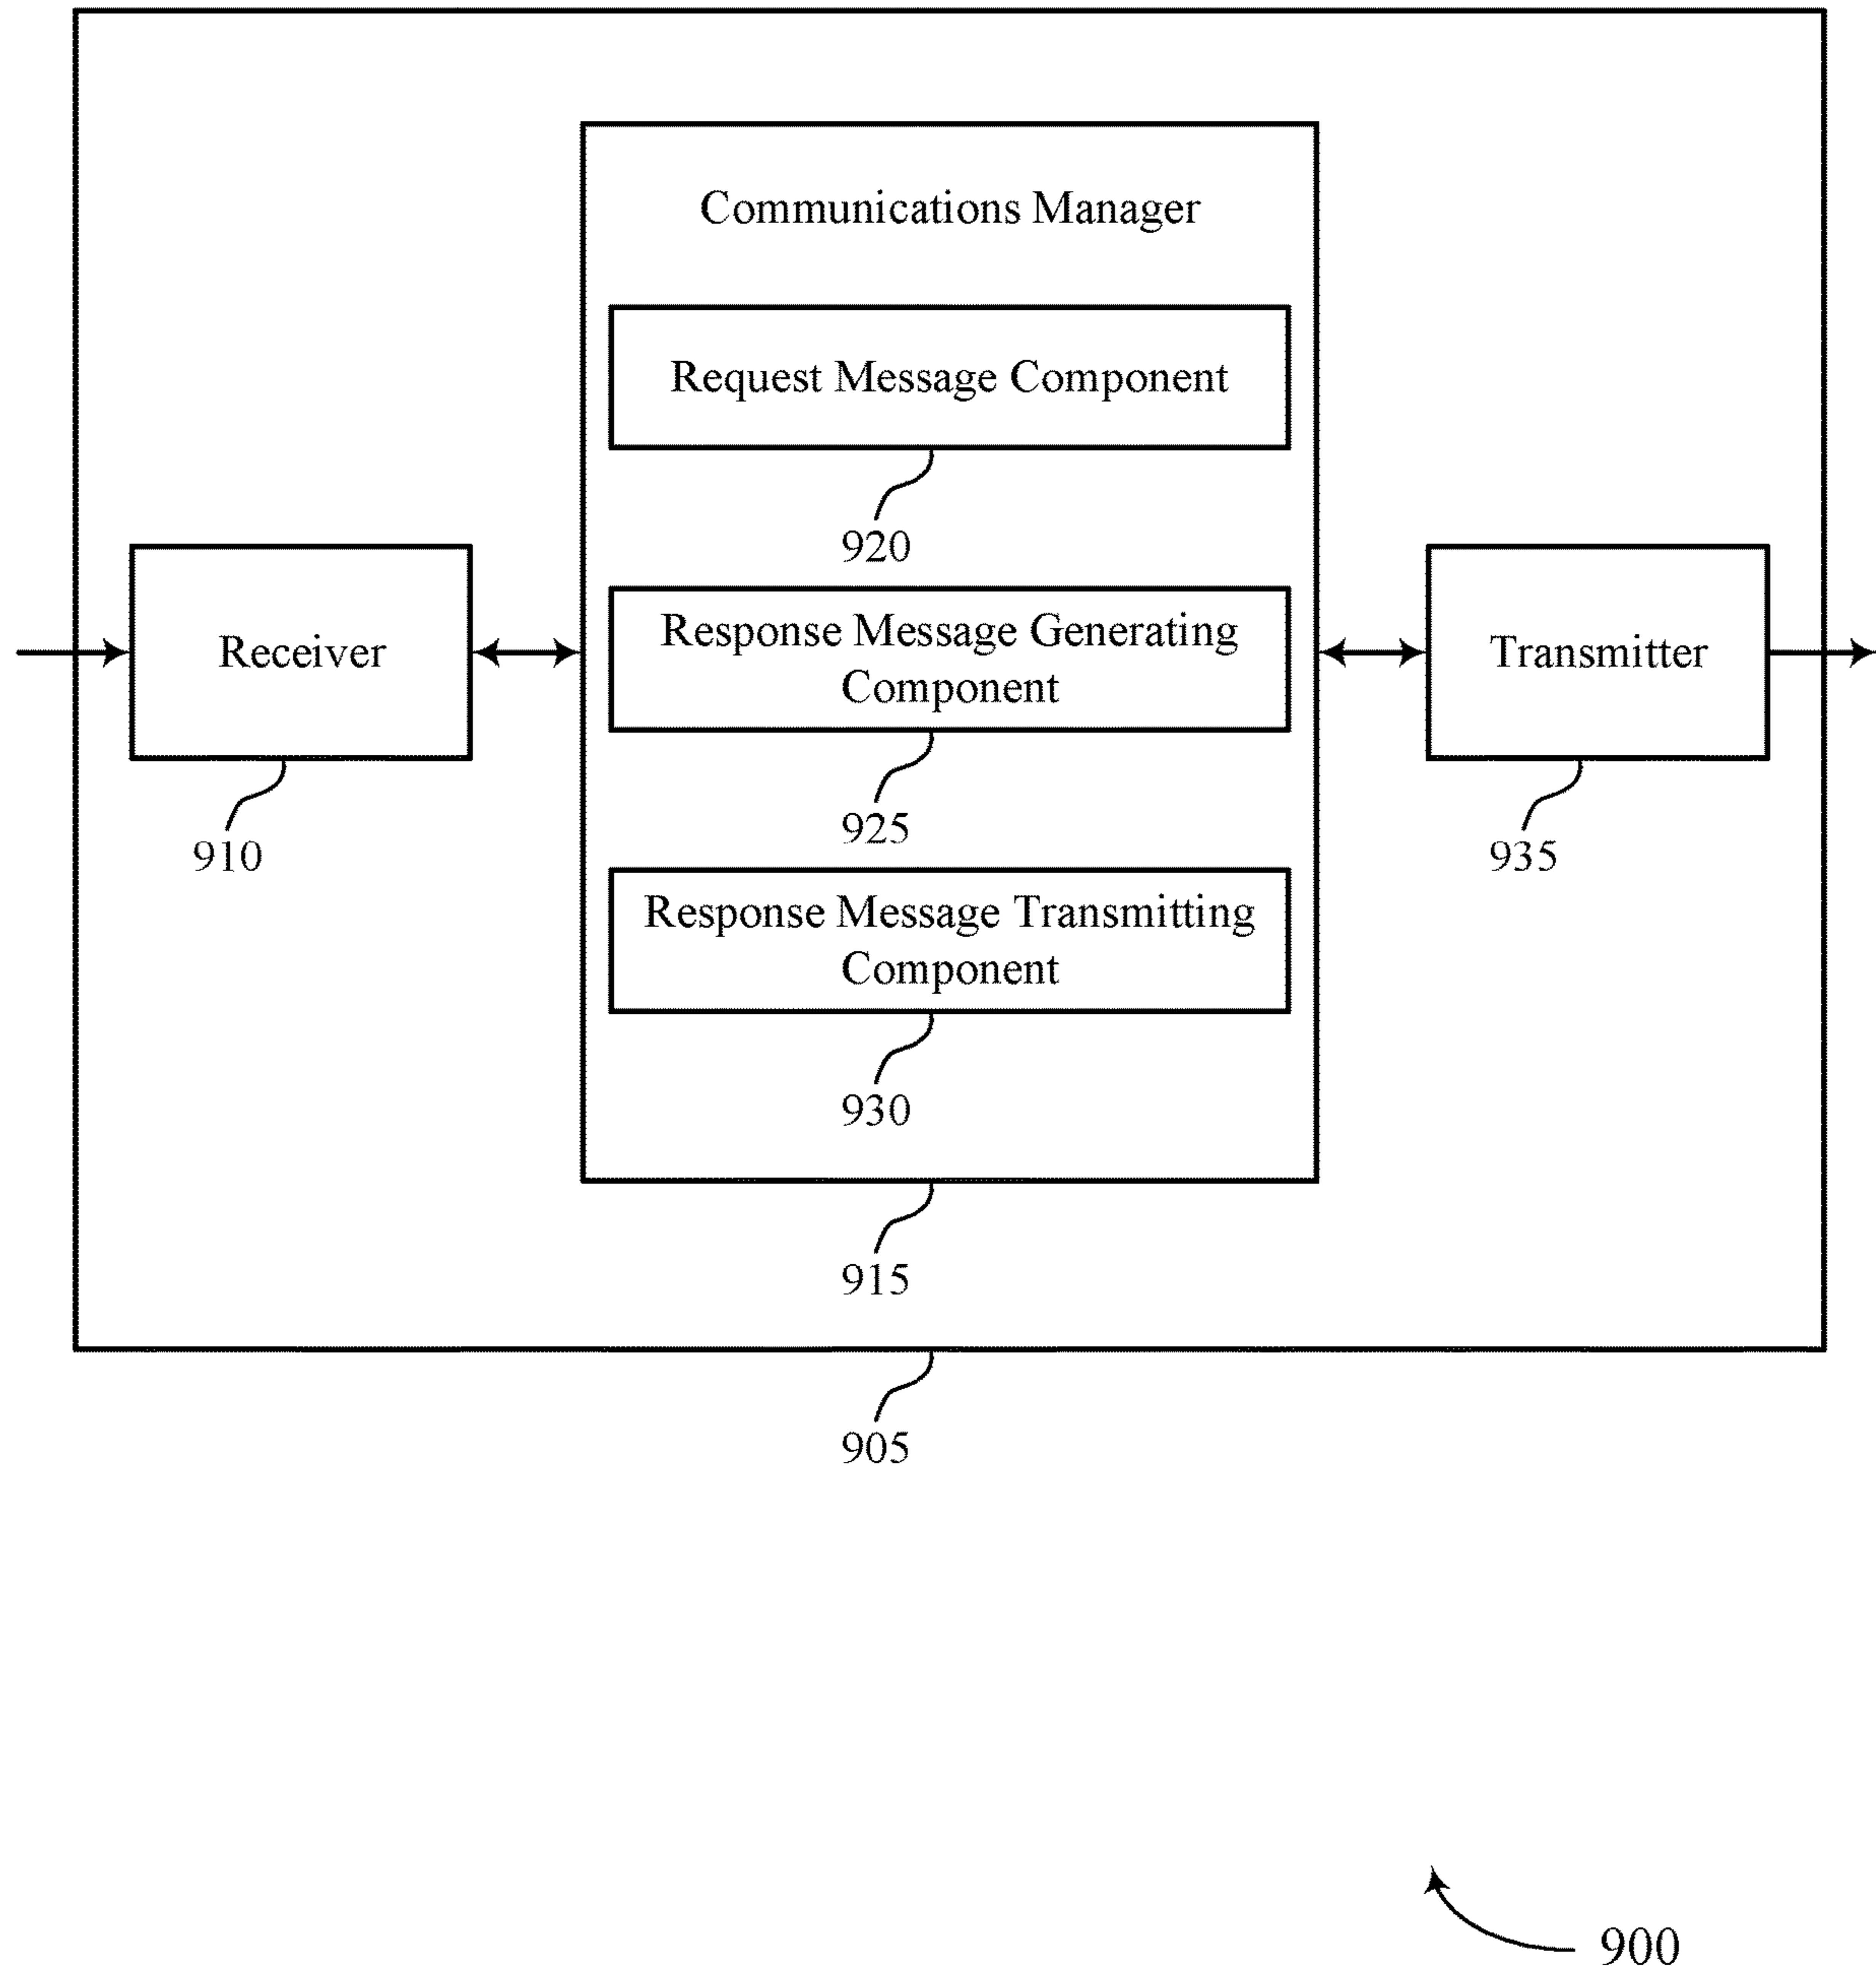 Communications Manager
Request Message Component
920
Receiver
910
Response Message Generating
Component
925
Transmitter
935
Response Message Transmitting
Component
930
915
905
900